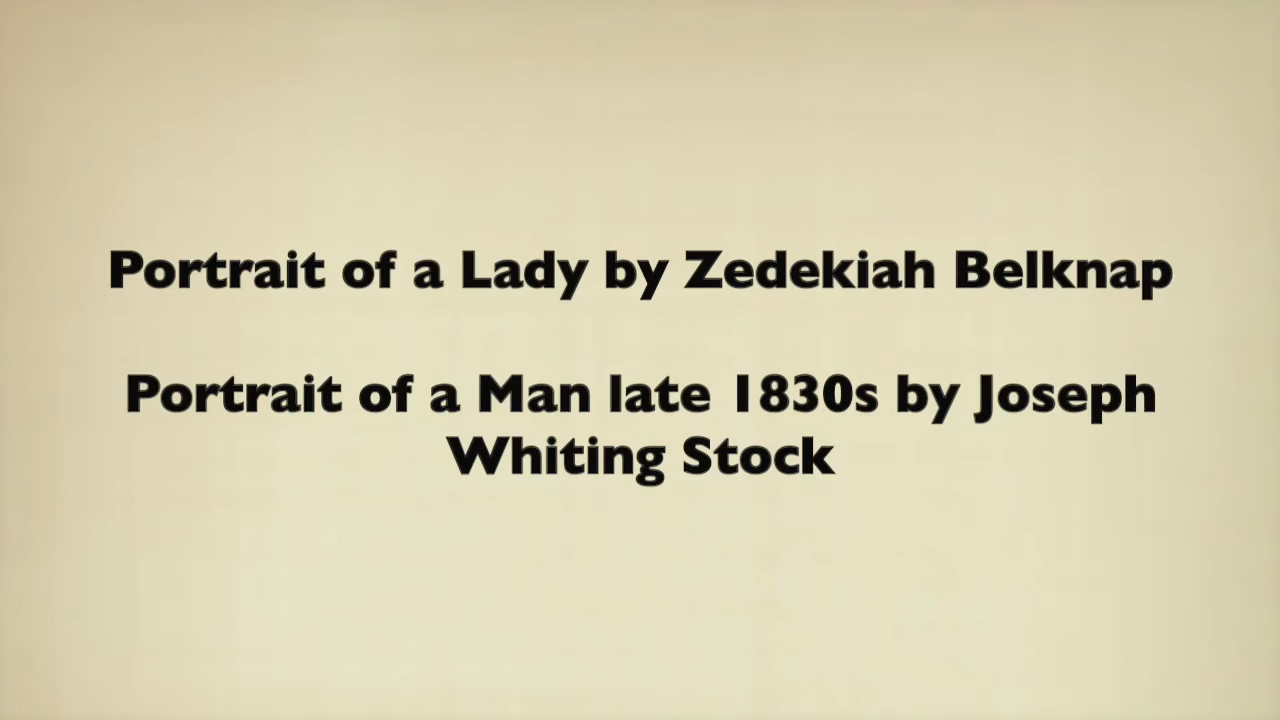 Portrait of a Lady by Zedekiah Belknap
Portrait of a Man late 1830s by Joseph
Whiting Stock